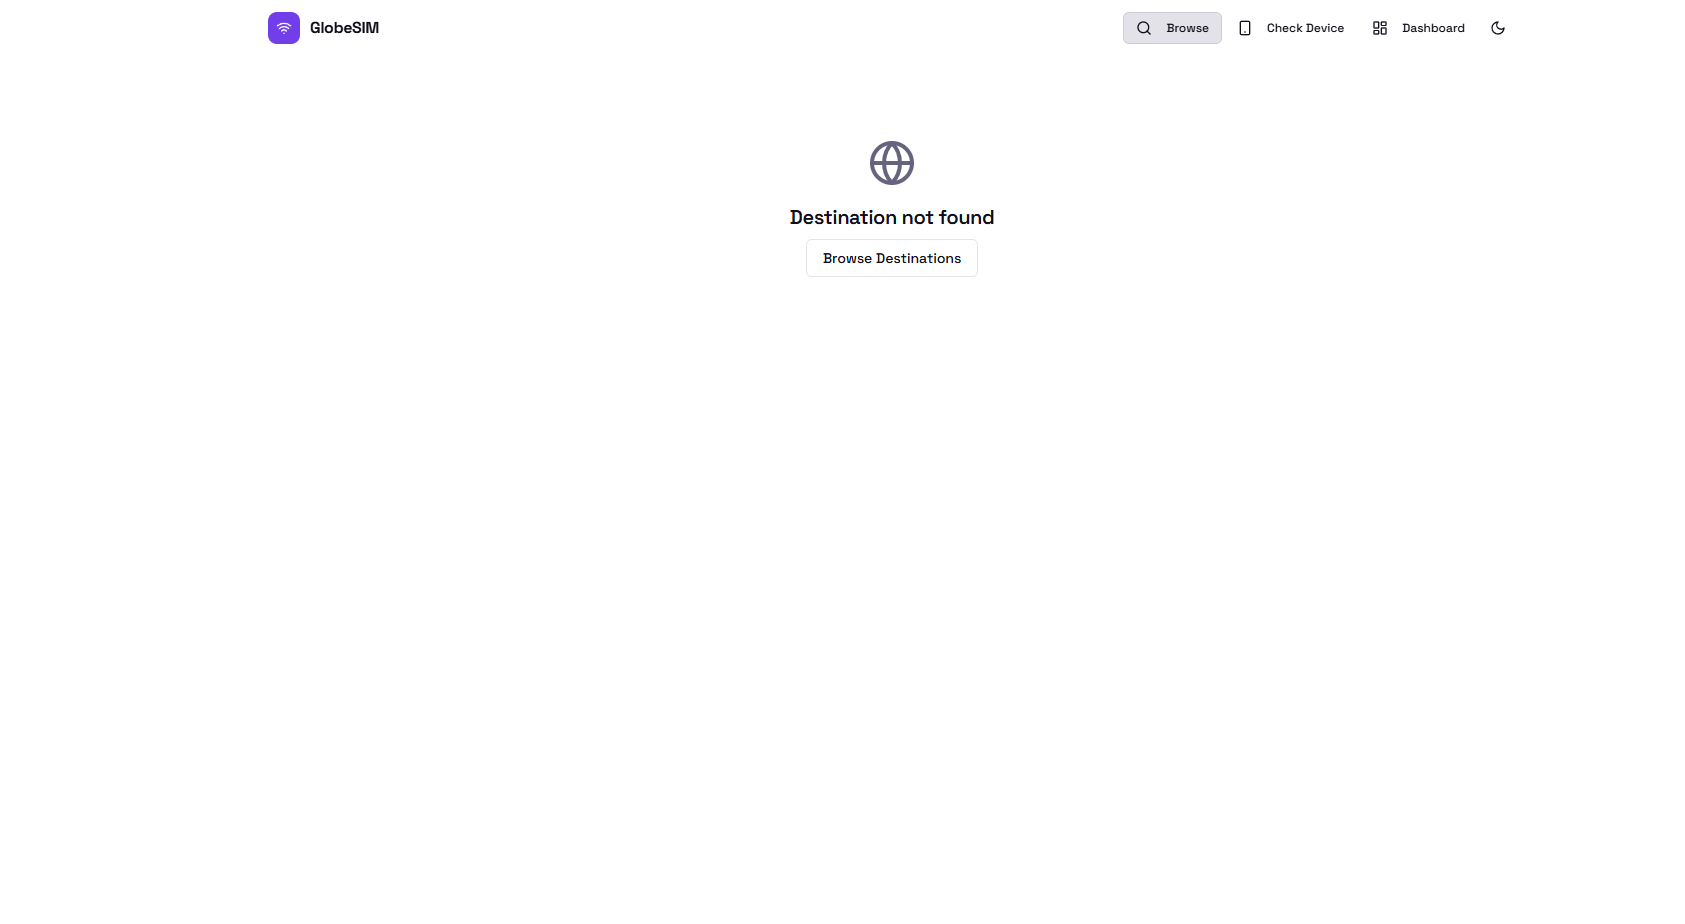 GlobeSIM
Browse
Check Device
Dashboard
Destination not found
Browse Destinations